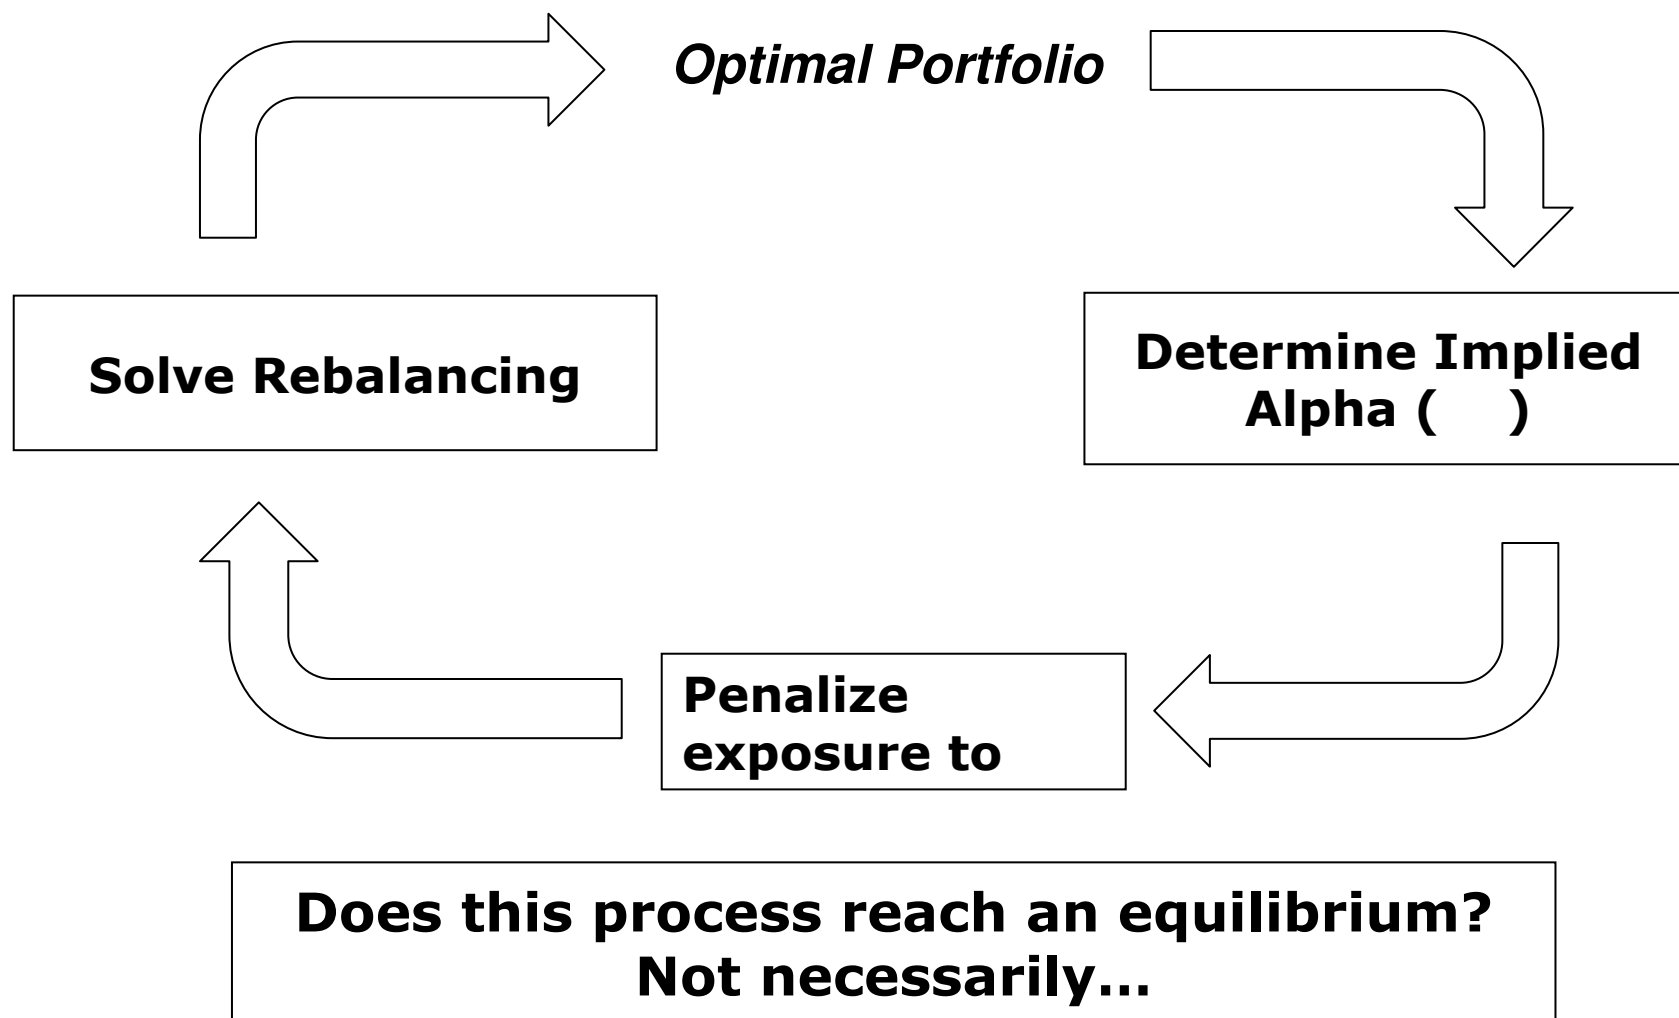 Optimal Portfolio
Solve Rebalancing
Determine Implied
Alpha (    )
Penalize
exposure to
Does this process reach an equilibrium?
Not necessarily…